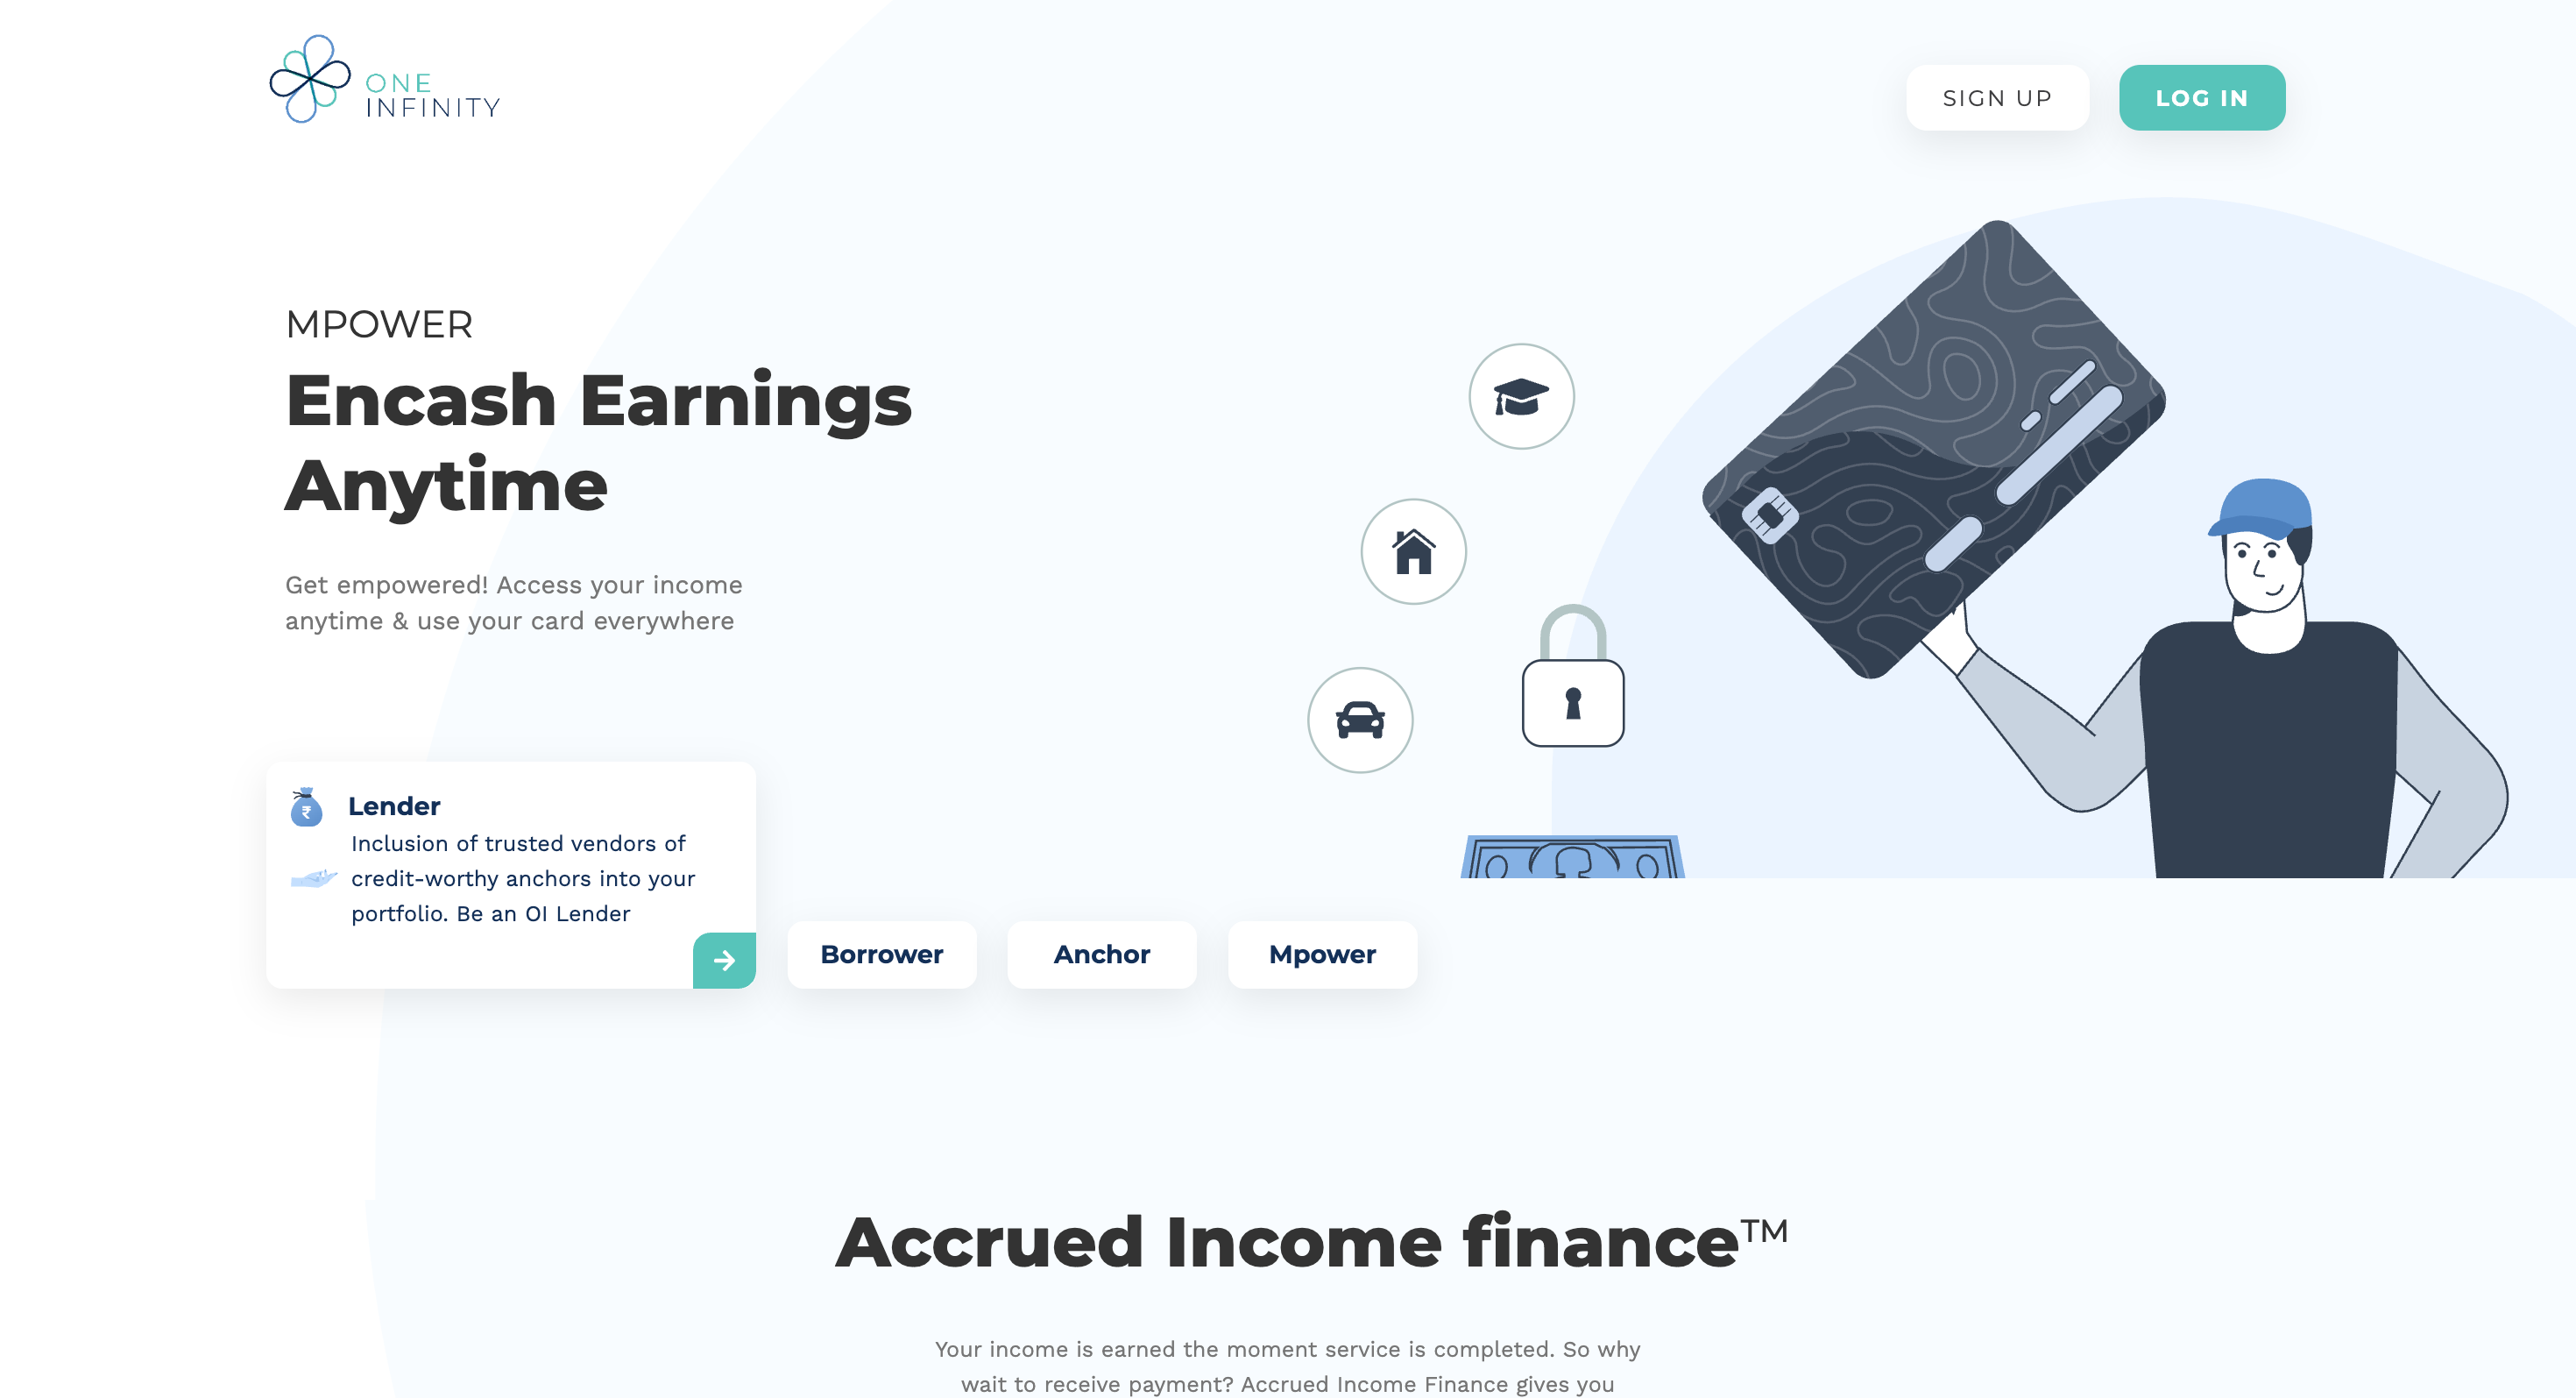 ONE
INFINITY
SIGN UP
LOG IN
MPOWER
Encash Earnings
Anytime
Get empowered! Access your income
anytime & use your card everywhere
₹
Lender
Inclusion of trusted vendors of
credit-worthy anchors into your
portfolio. Be an OI Lender
Borrower
Anchor
Mpower
Accrued Income finance™
Your income is earned the moment service is completed. So why
wait to receive payment? Accrued Income Finance gives you